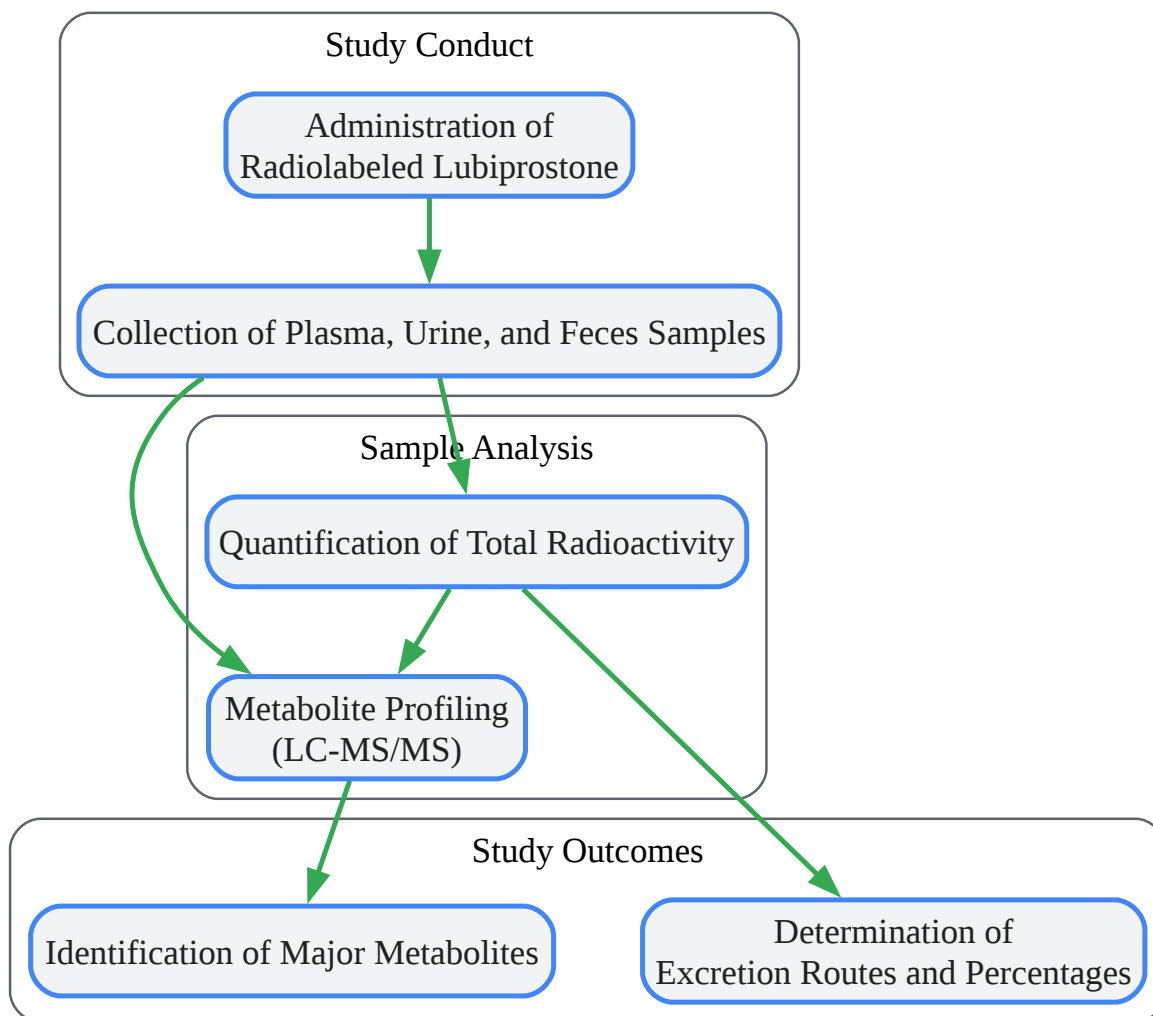 Study Conduct
Administration of
Radiolabeled Lubiprostone
Collection of Plasma, Urine, and Feces Samples
Sample Analysis
Quantification of Total Radioactivity
Metabolite Profiling
(LC-MS/MS)
Study Outcomes
Identification of Major Metabolites
Determination of
Excretion Routes and Percentages